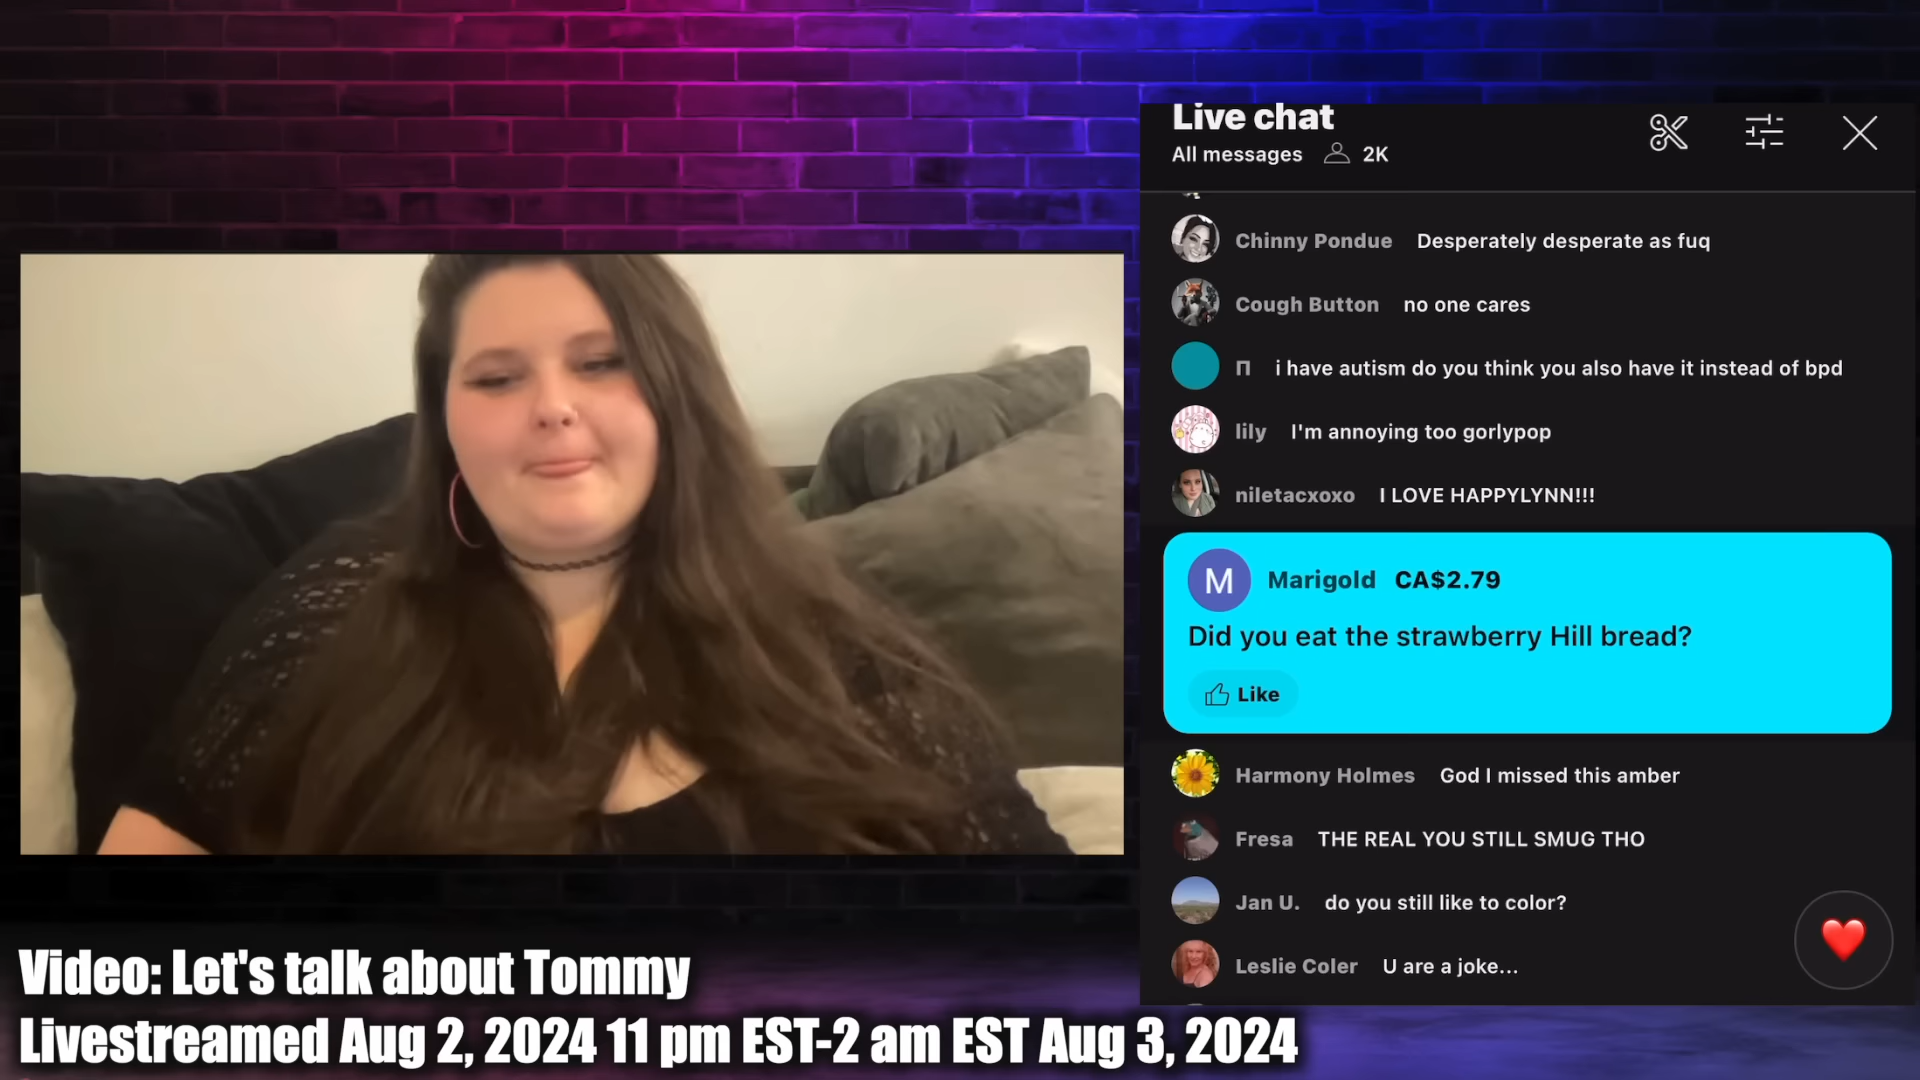 Live chat
All messages 2K
Chinny Pondue Desperately desperate as fuq
Cough Button no one cares
П i have autism do you think you also have it instead of bpd
lily I'm annoying too gorlypop
niletacxoxo I LOVE HAPPYLYNN!!!
M Marigold CA$2.79
Did you eat the strawberry Hill bread?
Like
Harmony Holmes God I missed this amber
Fresa THE REAL YOU STILL SMUG THO
Jan U. do you still like to color?
Leslie Coler U are a joke...
Video: Let's talk about Tommy
Livestreamed Aug 2, 2024 11 pm EST-2 am EST Aug 3, 2024